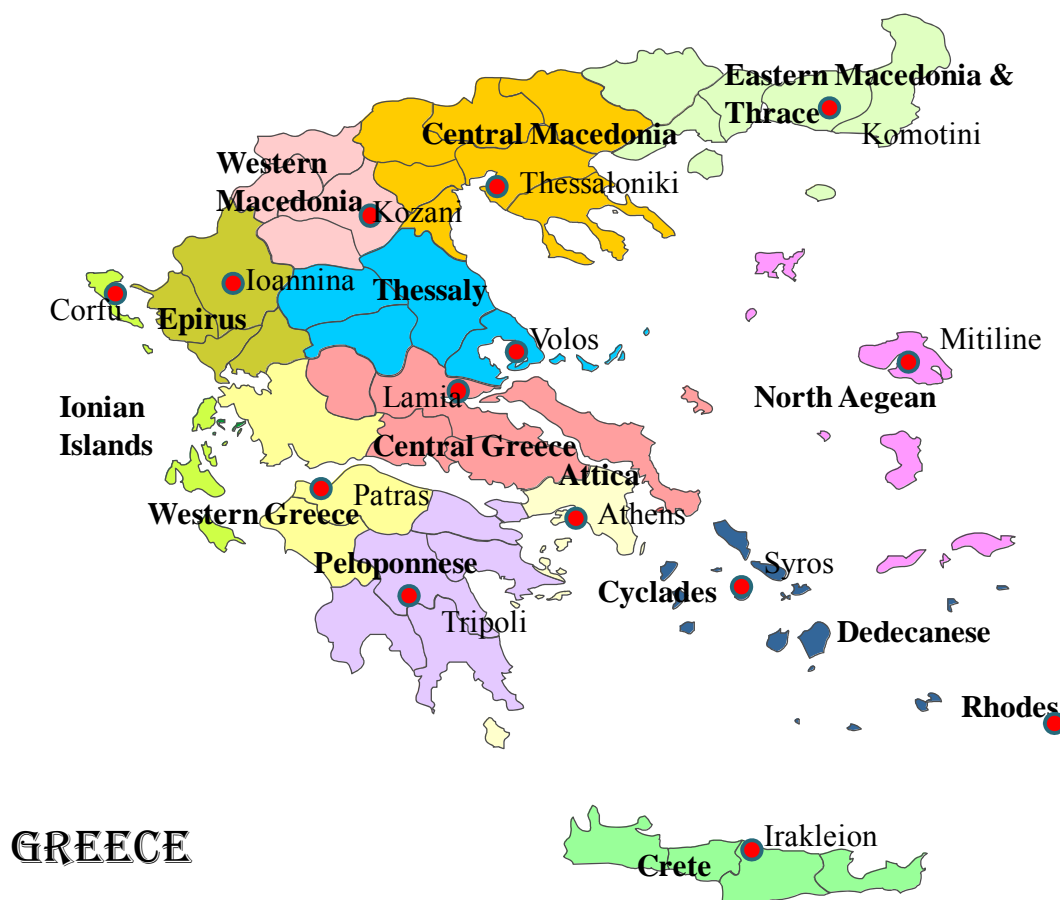 Eastern Macedonia &
Thrace
Komotini
Central Macedonia
Western
Macedonia
Thessaloniki
Kozani
Ioannina
Thessaly
Corfu
Epirus
Volos
Mitiline
Lamia
North Aegean
Ionian
Islands
Central Greece
Attica
Patras
Western Greece
Athens
Peloponnese
Syros
Cyclades
Tripoli
Dedecanese
Rhodes
GREECE
Irakleion
Crete